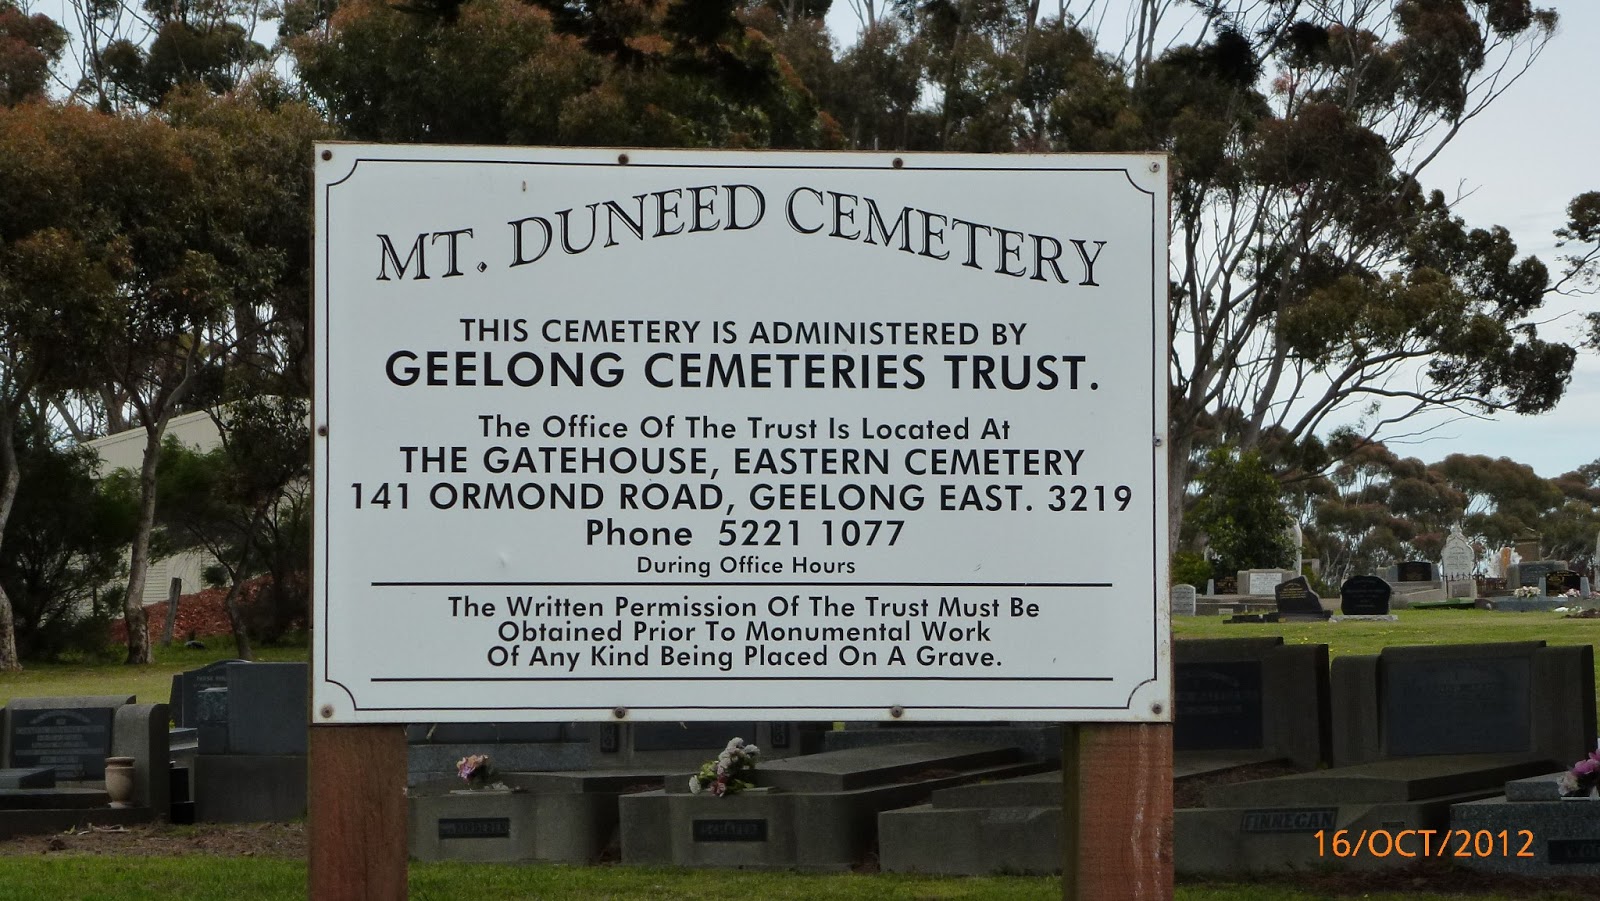 MT. DUNEED CEMETERY
THIS CEMETERY IS ADMINISTERED BY
GEELONG CEMETERIES TRUST.
The Office Of The Trust Is Located At
THE GATEHOUSE, EASTERN CEMETERY
141 ORMOND ROAD, GEELONG EAST. 3219
Phone 5221 1077
During Office Hours
The Written Permission Of The Trust Must Be
Obtained Prior To Monumental Work
Of Any Kind Being Placed On A Grave.
FINNEGAN
16/OCT/2012